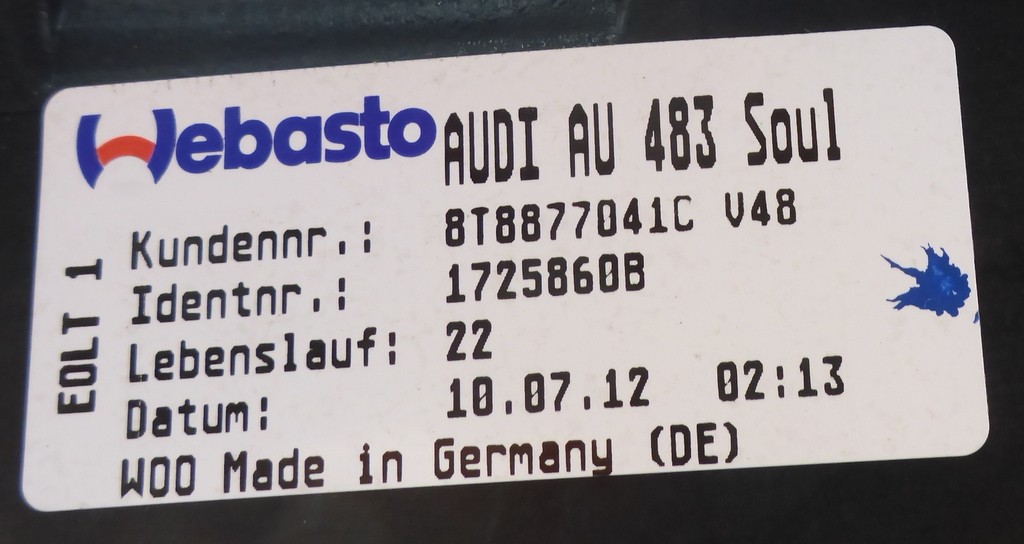 Webasto AUDI AU 483 Soul
Kundennr.: 8T8877041C V48
Identnr.: 1725860B
Lebenslauf: 22
Datum: 10.07.12 02:13
WOO Made in Germany (DE)
EOLT 1